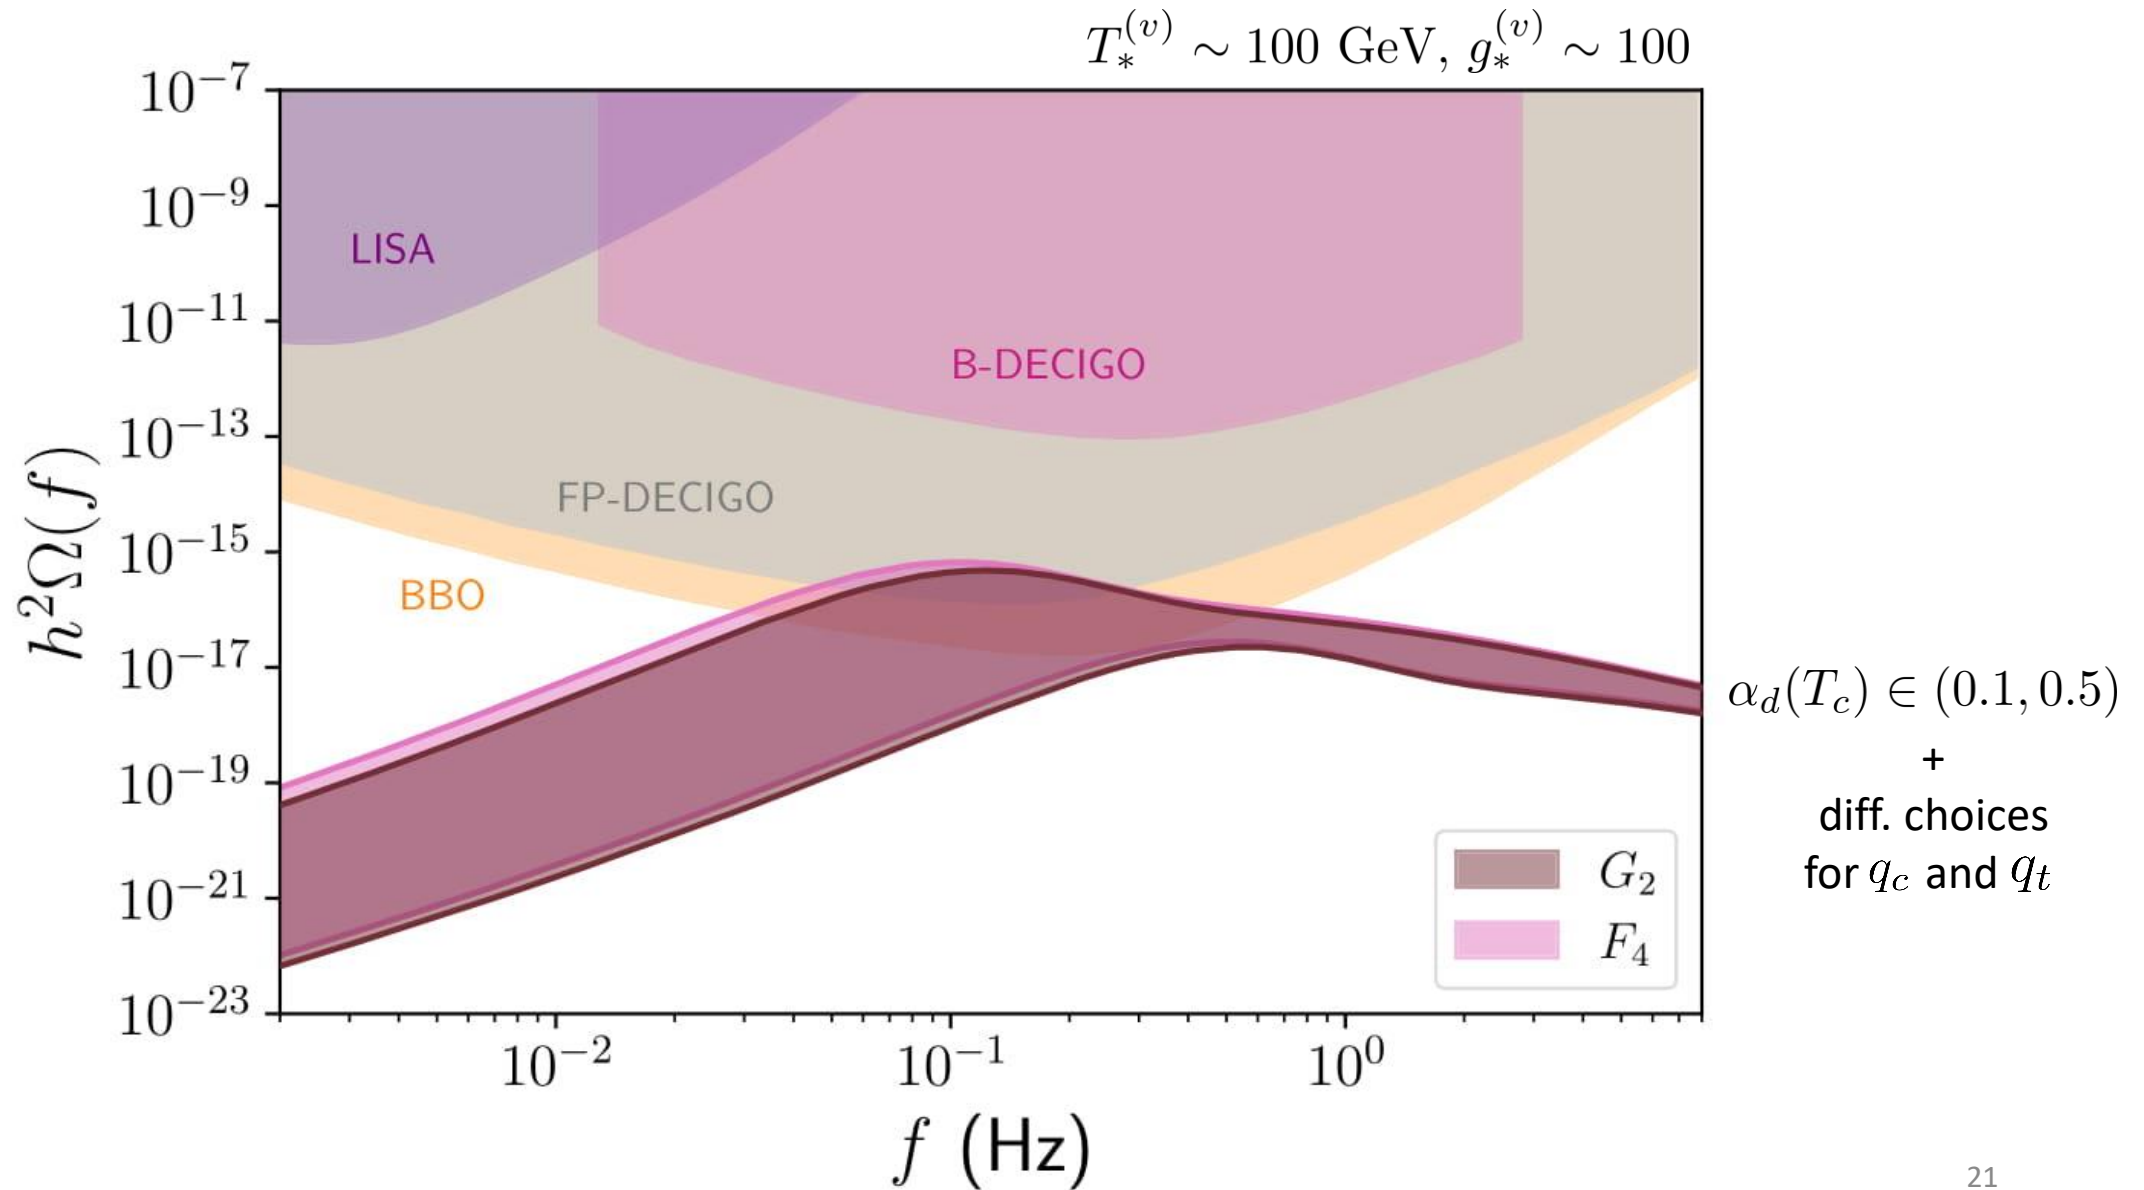 T_*^{(v)} ∼ 100 GeV, g_*^{(v)} ∼ 100
10^{-7}
10^{-9}
10^{-11}
10^{-13}
10^{-15}
10^{-17}
10^{-19}
10^{-21}
10^{-23}
h^2Ω(f)
LISA
B-DECIGO
FP-DECIGO
BBO
G_2
F_4
10^{-2}
10^{-1}
10^0
f (Hz)
α_d(T_c) ∈ (0.1, 0.5)
+
diff. choices
for q_c and q_t
21